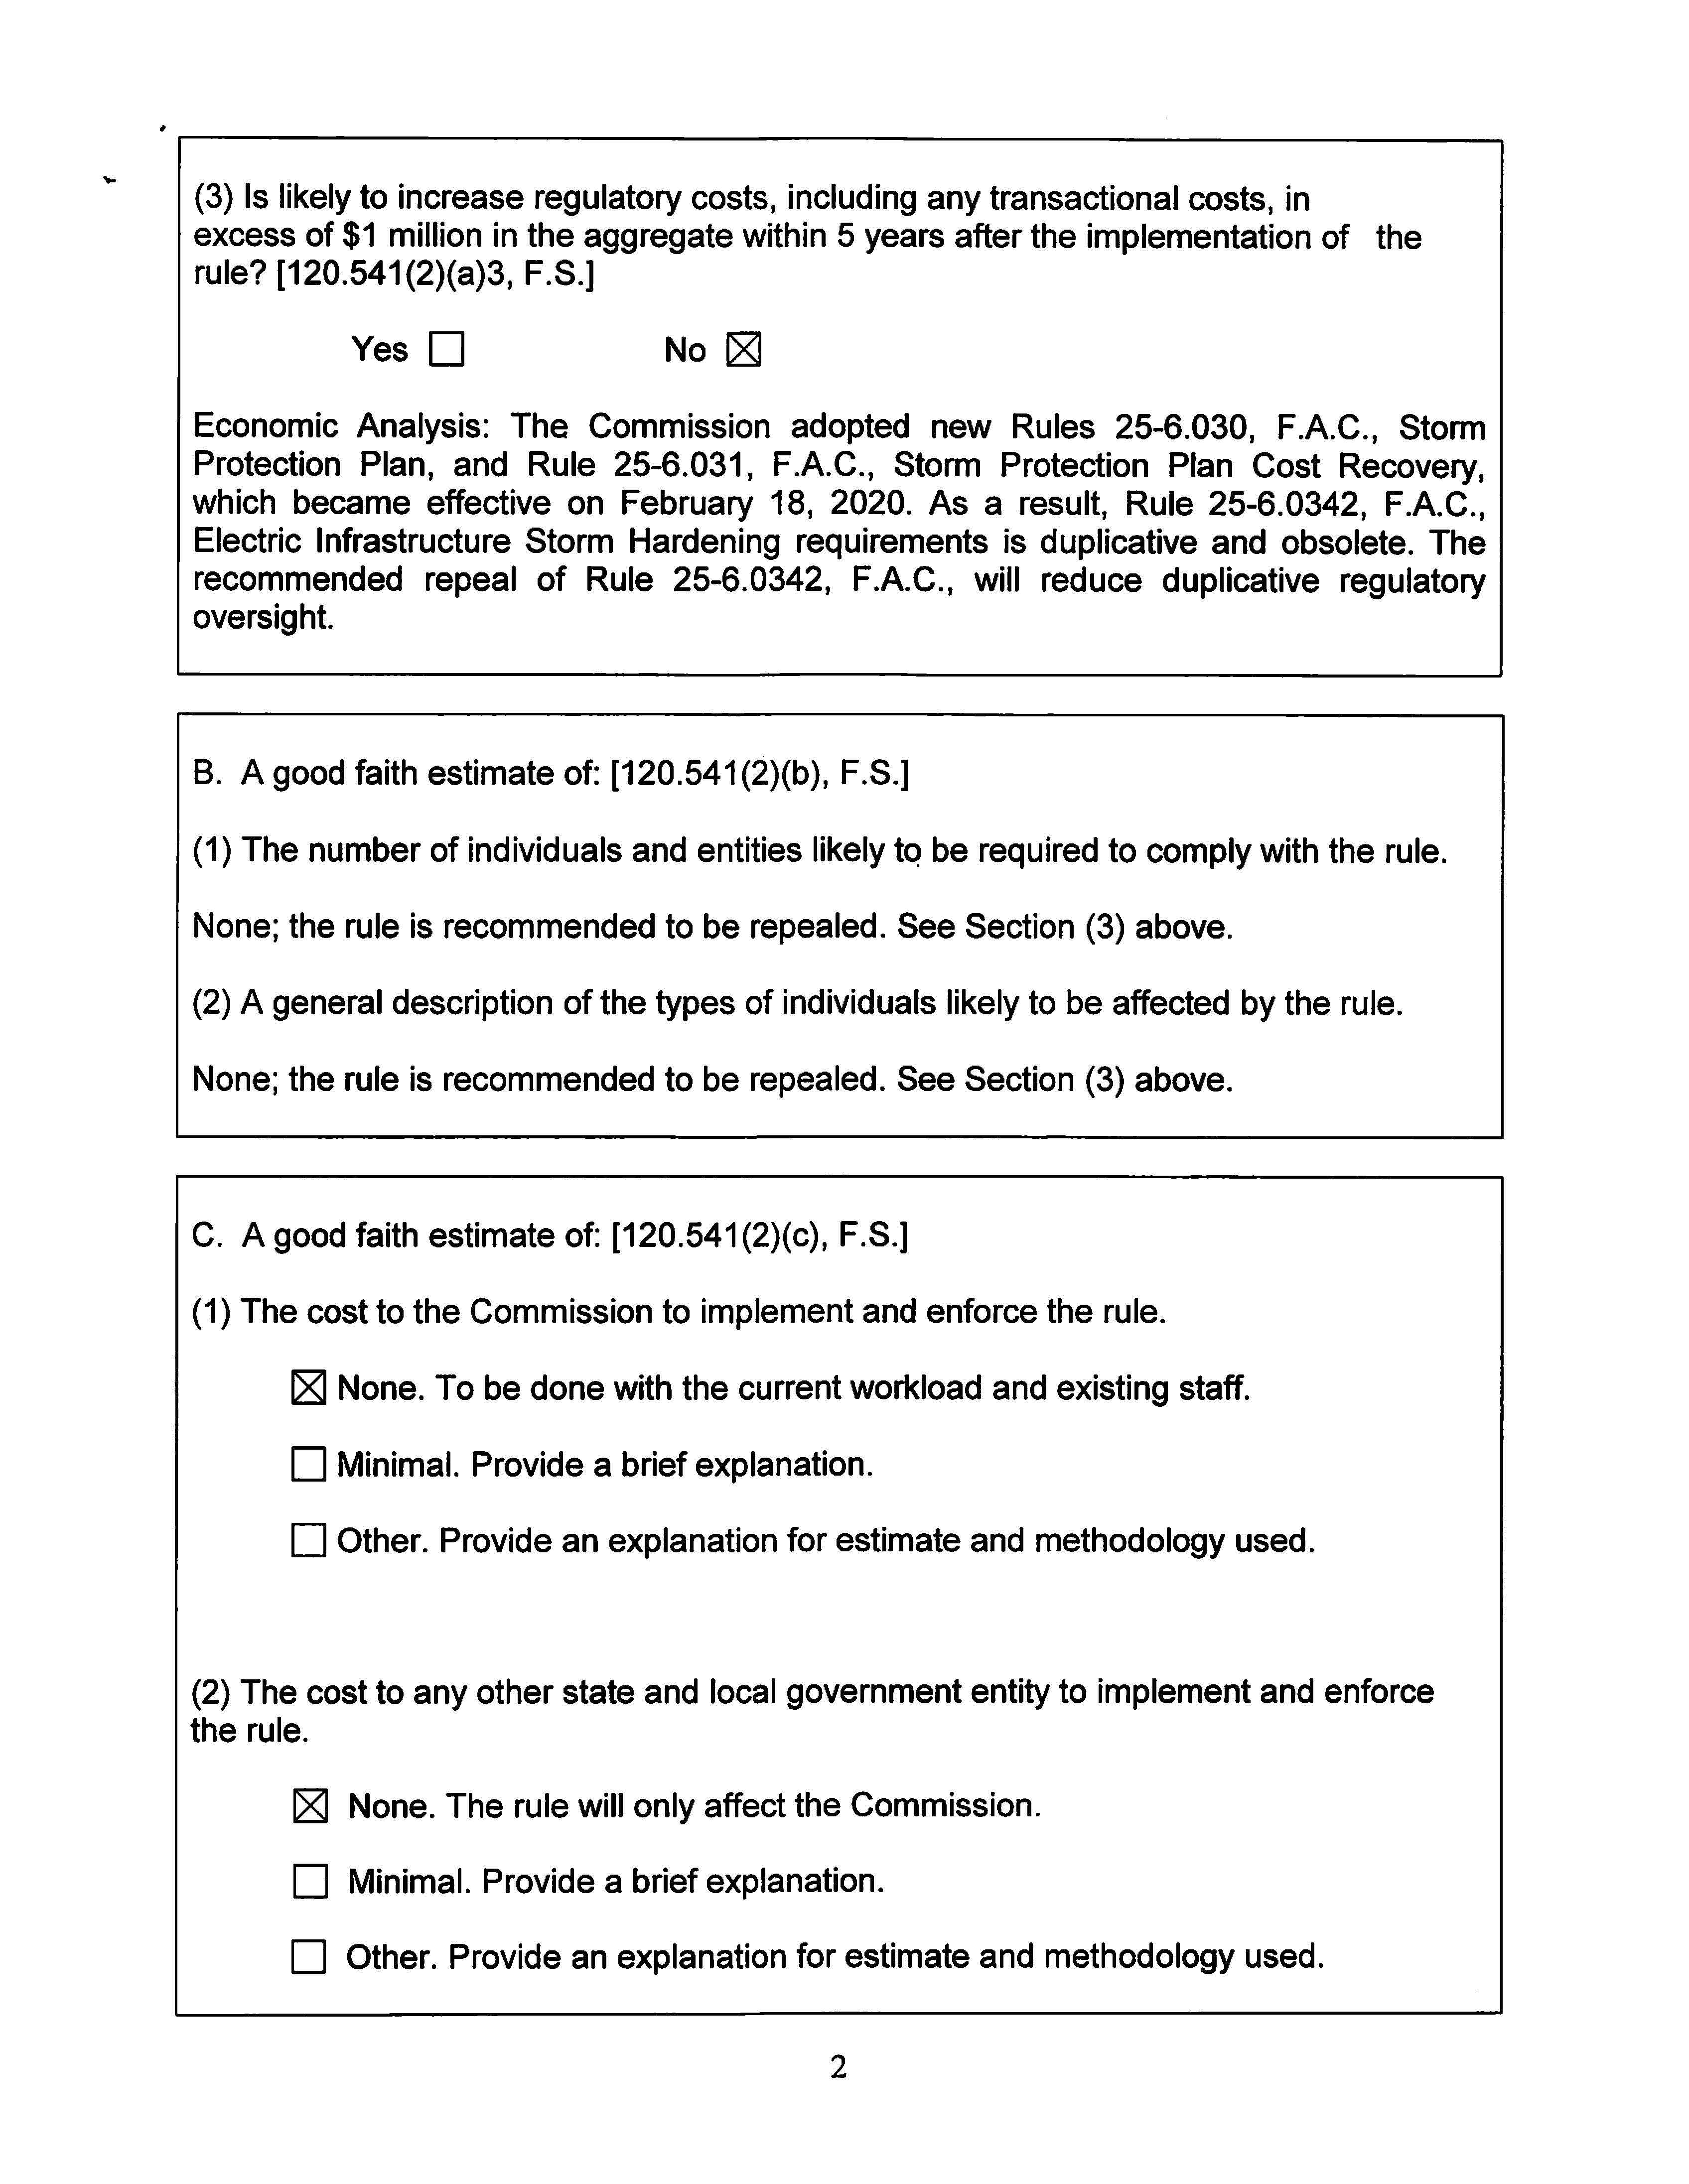 (3) Is likely to increase regulatory costs, including any transactional costs, in
excess of $1 million in the aggregate within 5 years after the implementation of the
rule? [120.541(2)(a)3, F.S.]
Yes ☐ No ☒
Economic Analysis: The Commission adopted new Rules 25-6.030, F.A.C., Storm
Protection Plan, and Rule 25-6.031, F.A.C., Storm Protection Plan Cost Recovery,
which became effective on February 18, 2020. As a result, Rule 25-6.0342, F.A.C.,
Electric Infrastructure Storm Hardening requirements is duplicative and obsolete. The
recommended repeal of Rule 25-6.0342, F.A.C., will reduce duplicative regulatory
oversight.
B. A good faith estimate of: [120.541(2)(b), F.S.]
(1) The number of individuals and entities likely to be required to comply with the rule.
None; the rule is recommended to be repealed. See Section (3) above.
(2) A general description of the types of individuals likely to be affected by the rule.
None; the rule is recommended to be repealed. See Section (3) above.
C. A good faith estimate of: [120.541(2)(c), F.S.]
(1) The cost to the Commission to implement and enforce the rule.
☒ None. To be done with the current workload and existing staff.
☐ Minimal. Provide a brief explanation.
☐ Other. Provide an explanation for estimate and methodology used.
(2) The cost to any other state and local government entity to implement and enforce
the rule.
☒ None. The rule will only affect the Commission.
☐ Minimal. Provide a brief explanation.
☐ Other. Provide an explanation for estimate and methodology used.
2